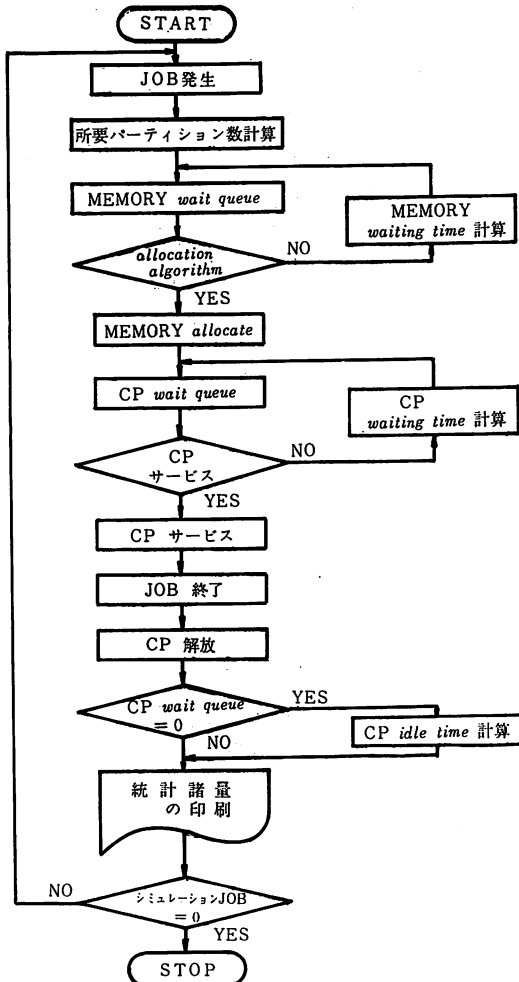 START
JOB発生
所要パーティション数計算
MEMORY wait queue
MEMORY
waiting time 計算
allocation
algorithm
NO
YES
MEMORY allocate
CP wait queue
CP
waiting time 計算
CP
サービス
NO
YES
CP サービス
JOB 終了
CP 解放
CP wait queue
= 0
YES
CP idle time 計算
NO
統計諸量
の印刷
NO
シミュレーションJOB
= 0
YES
STOP